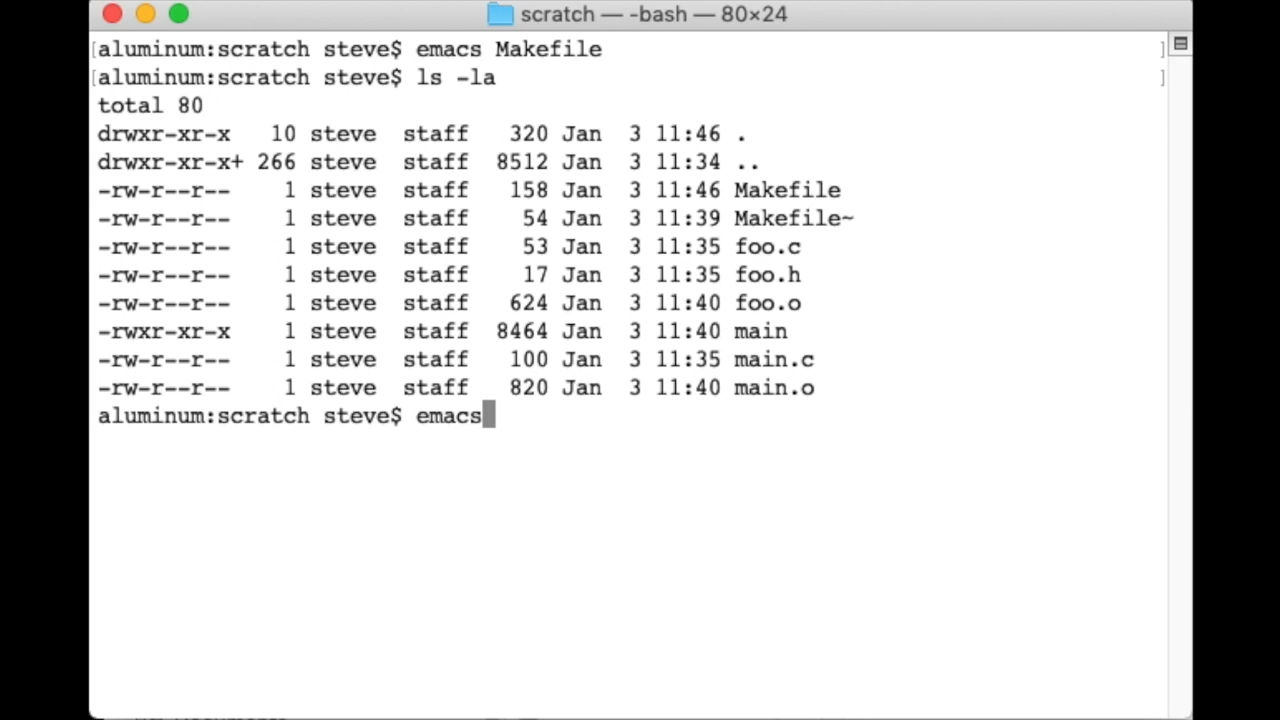 scratch — -bash — 80×24
[aluminum:scratch steve$ emacs Makefile ]
[aluminum:scratch steve$ ls -la ]
total 80
drwxr-xr-x   10 steve  staff   320 Jan  3 11:46 .
drwxr-xr-x+ 266 steve  staff  8512 Jan  3 11:34 ..
-rw-r--r--    1 steve  staff   158 Jan  3 11:46 Makefile
-rw-r--r--    1 steve  staff    54 Jan  3 11:39 Makefile~
-rw-r--r--    1 steve  staff    53 Jan  3 11:35 foo.c
-rw-r--r--    1 steve  staff    17 Jan  3 11:35 foo.h
-rw-r--r--    1 steve  staff   624 Jan  3 11:40 foo.o
-rwxr-xr-x    1 steve  staff  8464 Jan  3 11:40 main
-rw-r--r--    1 steve  staff   100 Jan  3 11:35 main.c
-rw-r--r--    1 steve  staff   820 Jan  3 11:40 main.o
aluminum:scratch steve$ emacs